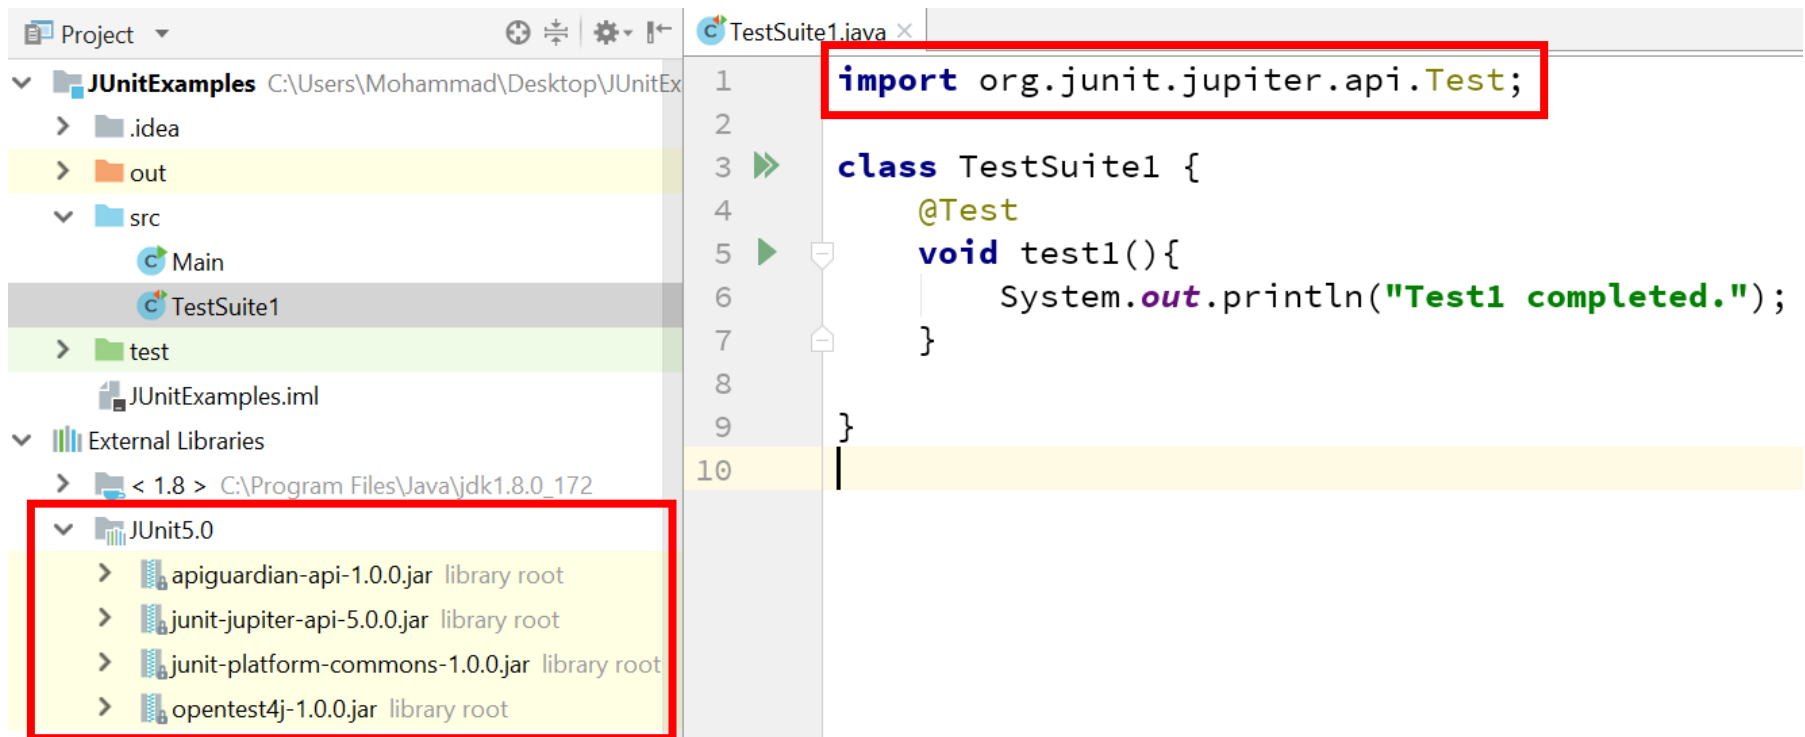 Project
JUnitExamples C:\Users\Mohammad\Desktop\JUnitEx
.idea
out
src
Main
TestSuite1
test
JUnitExamples.iml
External Libraries
< 1.8 > C:\Program Files\Java\jdk1.8.0_172
JUnit5.0
apiguardian-api-1.0.0.jar library root
junit-jupiter-api-5.0.0.jar library root
junit-platform-commons-1.0.0.jar library root
opentest4j-1.0.0.jar library root
TestSuite1.java
1 import org.junit.jupiter.api.Test;
2
3 class TestSuite1 {
4 @Test
5 void test1(){
6 System.out.println("Test1 completed.");
7 }
8
9 }
10